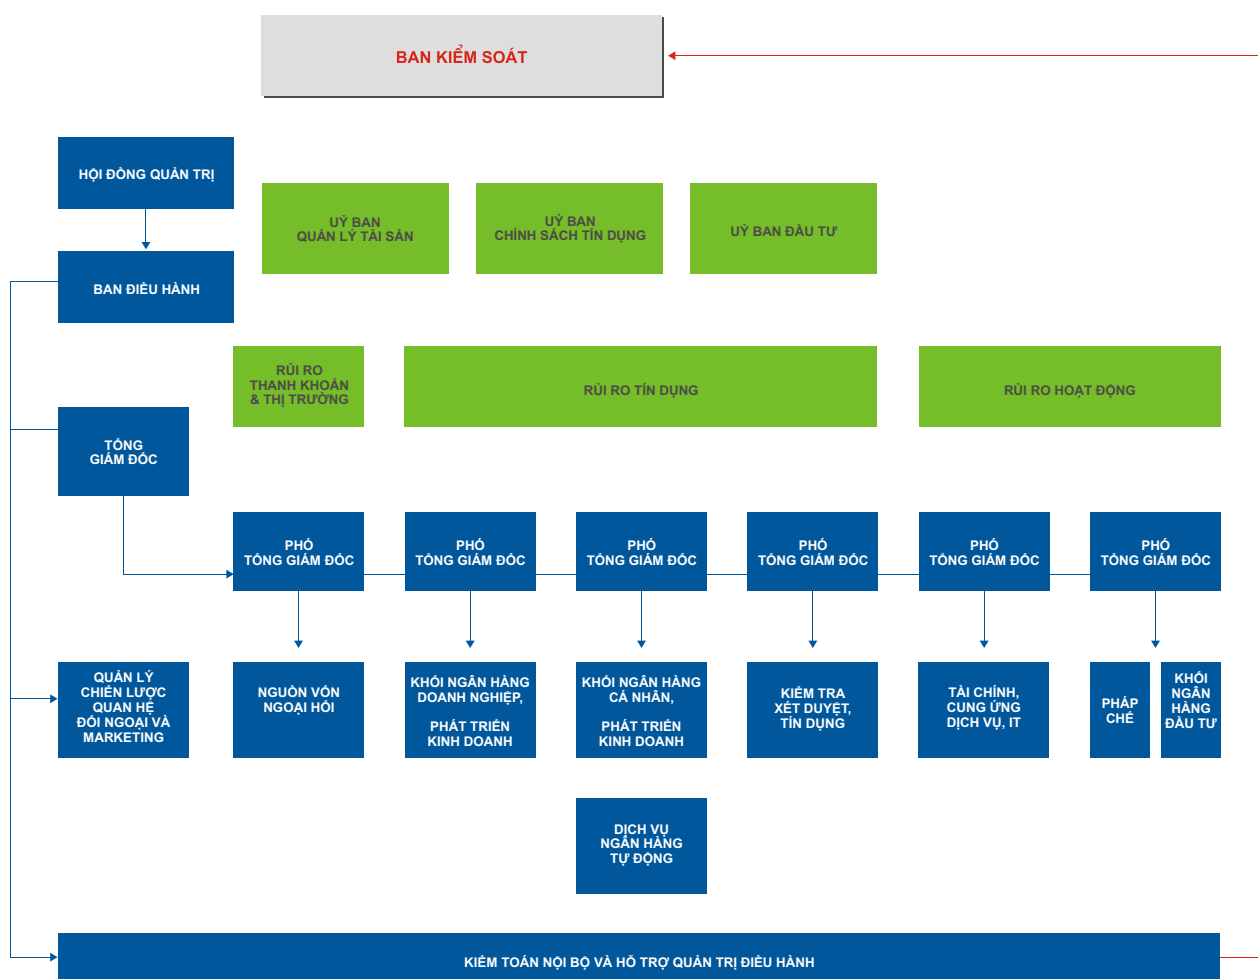 BAN KIỂM SOÁT
HỘI ĐỒNG QUẢN TRỊ
UỶ BAN
QUẢN LÝ TÀI SẢN
UỶ BAN
CHÍNH SÁCH TÍN DỤNG
UỶ BAN ĐẦU TƯ
BAN ĐIỀU HÀNH
RỦI RO
THANH KHOẢN
& THỊ TRƯỜNG
RỦI RO TÍN DỤNG
RỦI RO HOẠT ĐỘNG
TỔNG
GIÁM ĐỐC
PHÓ
TỔNG GIÁM ĐỐC
PHÓ
TỔNG GIÁM ĐỐC
PHÓ
TỔNG GIÁM ĐỐC
PHÓ
TỔNG GIÁM ĐỐC
PHÓ
TỔNG GIÁM ĐỐC
PHÓ
TỔNG GIÁM ĐỐC
QUẢN LÝ
CHIẾN LƯỢC
QUAN HỆ
ĐỐI NGOẠI VÀ
MARKETING
NGUỒN VỐN
NGOẠI HỐI
KHỐI NGÂN HÀNG
DOANH NGHIỆP,
PHÁT TRIỂN
KINH DOANH
KHỐI NGÂN HÀNG
CÁ NHÂN,
PHÁT TRIỂN
KINH DOANH
KIỂM TRA
XÉT DUYỆT,
TÍN DỤNG
TÀI CHÍNH,
CUNG ỨNG
DỊCH VỤ, IT
PHÁP
CHẾ
KHỐI
NGÂN
HÀNG
ĐẦU TƯ
DỊCH VỤ
NGÂN HÀNG
TỰ ĐỘNG
KIỂM TOÁN NỘI BỘ VÀ HỖ TRỢ QUẢN TRỊ ĐIỀU HÀNH